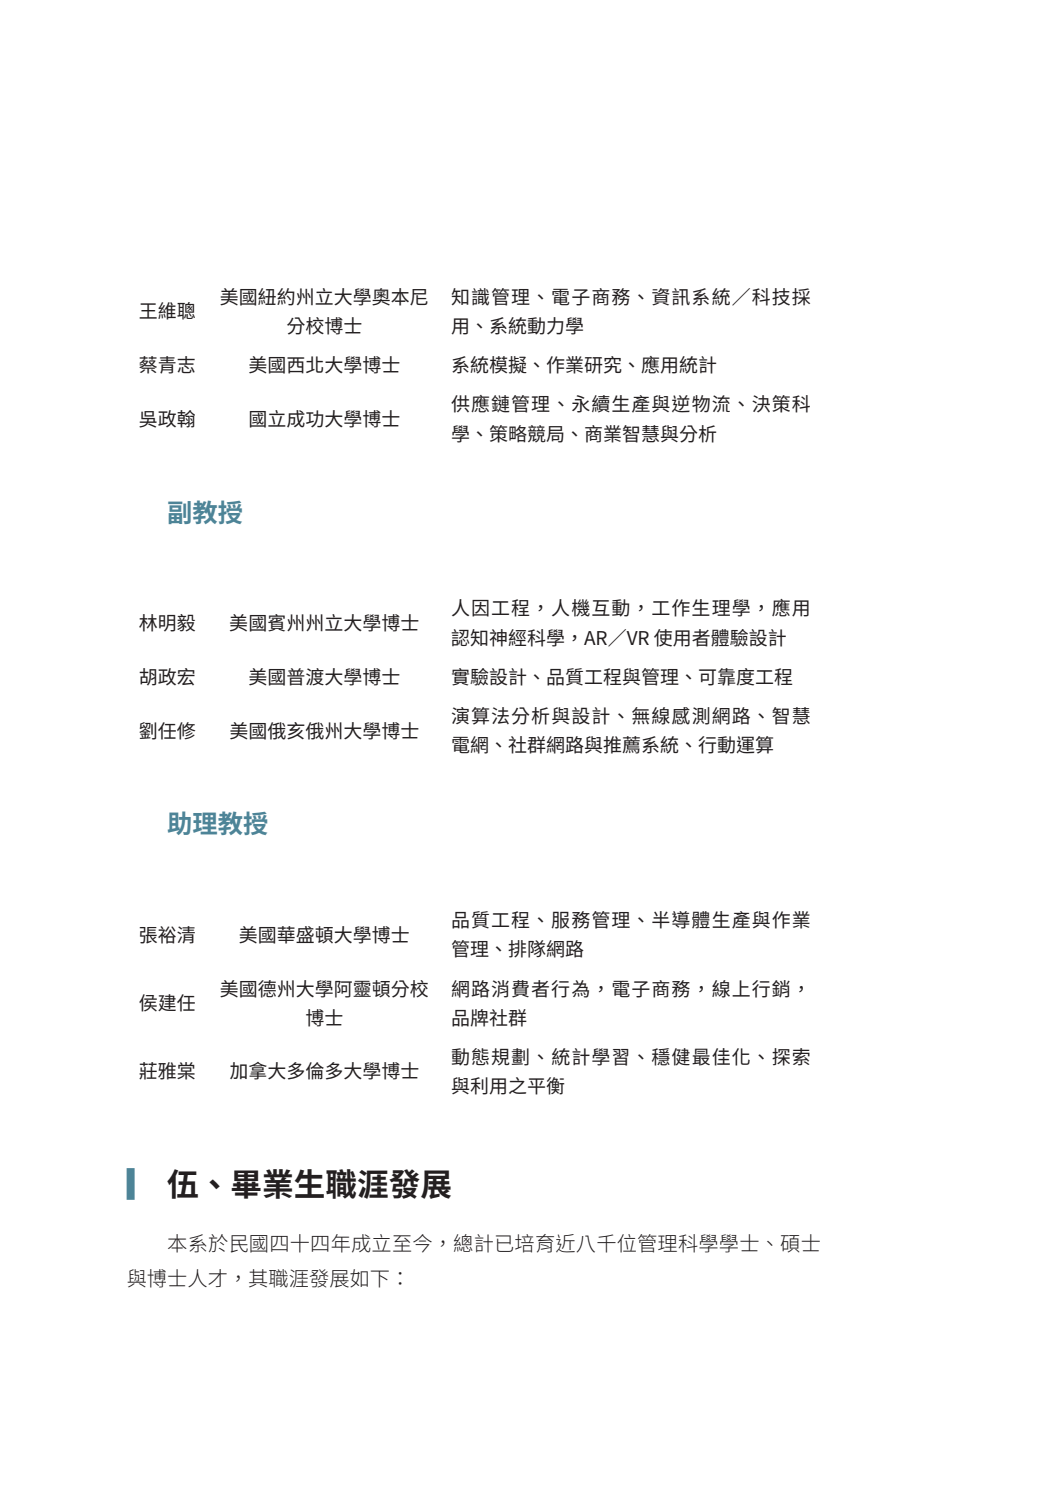 王維聰 美國紐約州立大學奧本尼分校博士 知識管理、電子商務、資訊系統／科技採用、系統動力學
蔡青志 美國西北大學博士 系統模擬、作業研究、應用統計
吳政翰 國立成功大學博士 供應鏈管理、永續生產與逆物流、決策科學、策略競局、商業智慧與分析
副教授
林明毅 美國賓州州立大學博士 人因工程，人機互動，工作生理學，應用認知神經科學，AR／VR 使用者體驗設計
胡政宏 美國普渡大學博士 實驗設計、品質工程與管理、可靠度工程
劉任修 美國俄亥俄州大學博士 演算法分析與設計、無線感測網路、智慧電網、社群網路與推薦系統、行動運算
助理教授
張裕清 美國華盛頓大學博士 品質工程、服務管理、半導體生產與作業管理、排隊網路
侯建任 美國德州大學阿靈頓分校博士 網路消費者行為，電子商務，線上行銷，品牌社群
莊雅棠 加拿大多倫多大學博士 動態規劃、統計學習、穩健最佳化、探索與利用之平衡
伍、畢業生職涯發展
本系於民國四十四年成立至今，總計已培育近八千位管理科學學士、碩士
與博士人才，其職涯發展如下：